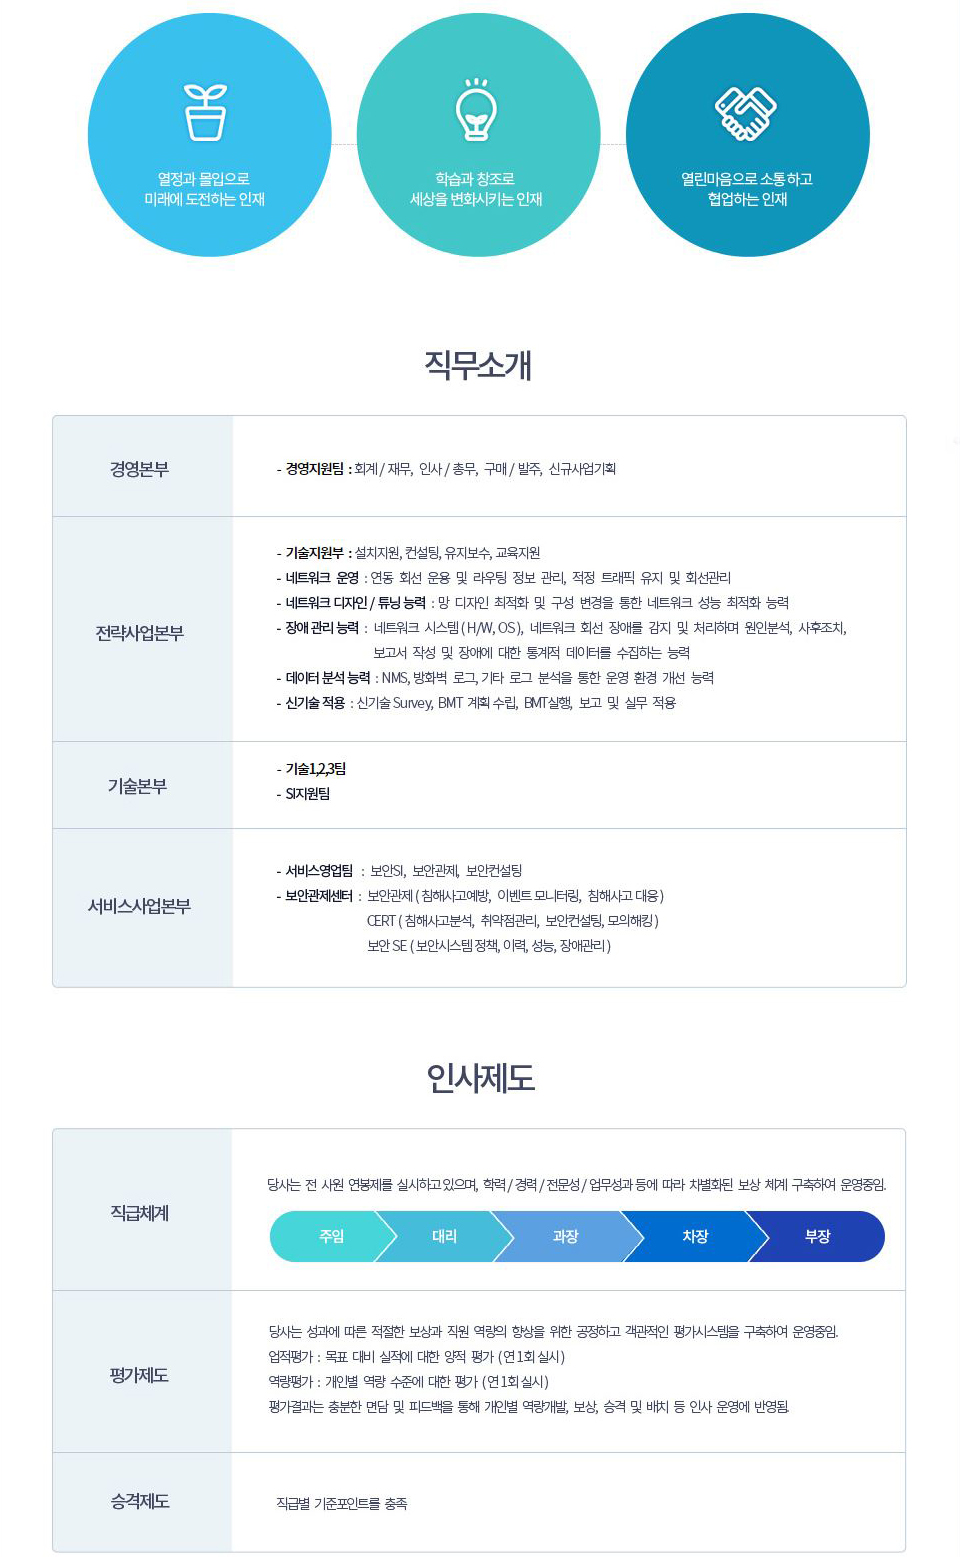 열정과 몰입으로
미래에 도전하는 인재
학습과 창조로
세상을 변화시키는 인재
열린마음으로 소통하고
협업하는 인재
직무소개
경영본부
- 경영지원팀 : 회계 / 재무, 인사 / 총무, 구매 / 발주, 신규사업기획
전략사업본부
- 기술지원부 : 설치지원, 컨설팅, 유지보수, 교육지원
- 네트워크 운영 : 연동 회선 운용 및 라우팅 정보 관리, 적정 트래픽 유지 및 회선관리
- 네트워크 디자인 / 튜닝 능력 : 망 디자인 최적화 및 구성 변경을 통한 네트워크 성능 최적화 능력
- 장애 관리 능력 : 네트워크 시스템 ( H/W, OS ), 네트워크 회선 장애를 감지 및 처리하며 원인분석, 사후조치,
보고서 작성 및 장애에 대한 통계적 데이터를 수집하는 능력
- 데이터 분석 능력 : NMS, 방화벽 로그, 기타 로그 분석을 통한 운영 환경 개선 능력
- 신기술 적용 : 신기술 Survey, BMT 계획 수립, BMT실행, 보고 및 실무 적용
기술본부
- 기술1,2,3팀
- SI지원팀
서비스사업본부
- 서비스영업팀 : 보안SI, 보안관제, 보안컨설팅
- 보안관제센터 : 보안관제 ( 침해사고예방, 이벤트 모니터링, 침해사고 대응 )
CERT ( 침해사고분석, 취약점관리, 보안컨설팅, 모의해킹 )
보안 SE ( 보안시스템 정책, 이력, 성능, 장애관리 )
인사제도
직급체계
당사는 전 사원 연봉제를 실시하고 있으며, 학력 / 경력 / 전문성 / 업무성과 등에 따라 차별화된 보상 체계 구축하여 운영중임.
주임 대리 과장 차장 부장
평가제도
당사는 성과에 따른 적절한 보상과 직원 역량의 향상을 위한 공정하고 객관적인 평가시스템을 구축하여 운영중임.
업적평가 : 목표 대비 실적에 대한 양적 평가 ( 연 1회 실시 )
역량평가 : 개인별 역량 수준에 대한 평가 ( 연 1회 실시 )
평가결과는 충분한 면담 및 피드백을 통해 개인별 역량개발, 보상, 승격 및 배치 등 인사 운영에 반영됨.
승격제도
직급별 기준포인트를 충족